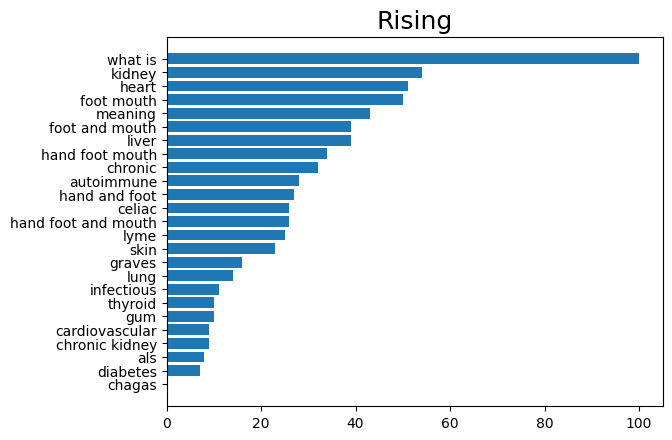 Rising
what is
kidney
heart
foot mouth
meaning
foot and mouth
liver
hand foot mouth
chronic
autoimmune
hand and foot
celiac
hand foot and mouth
lyme
skin
graves
lung
infectious
thyroid
gum
cardiovascular
chronic kidney
als
diabetes
chagas
0 20 40 60 80 100